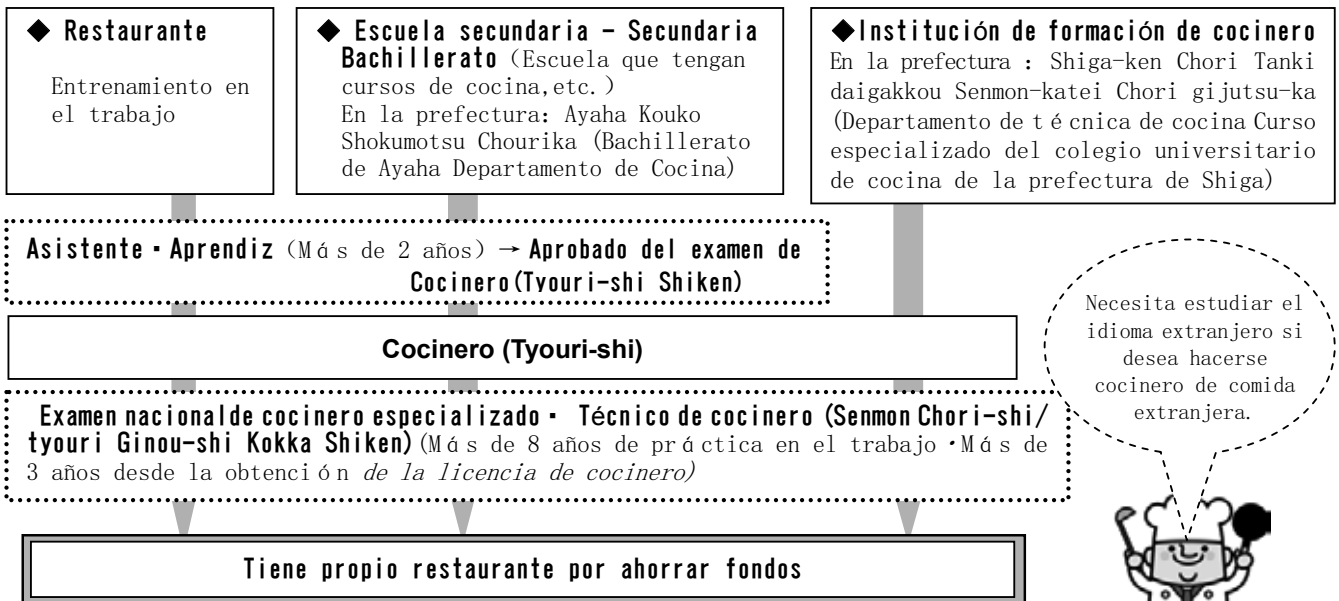 ◆ Restaurante
Entrenamiento en
el trabajo
◆ Escuela secundaria – Secundaria
Bachillerato (Escuela que tengan
cursos de cocina,etc.)
En la prefectura: Ayaha Kouko
Shokumotsu Chourika (Bachillerato
de Ayaha Departamento de Cocina)
◆Institución de formación de cocinero
En la prefectura : Shiga-ken Chori Tanki
daigakkou Senmon-katei Chori gijutsu-ka
(Departamento de técnica de cocina Curso
especializado del colegio universitario
de cocina de la prefectura de Shiga)
Asistente・Aprendiz (Más de 2 años) → Aprobado del examen de
Cocinero(Tyouri-shi Shiken)
Cocinero (Tyouri-shi)
Examen nacionalde cocinero especializado・ Técnico de cocinero (Senmon Chori-shi/
tyouri Ginou-shi Kokka Shiken)(Más de 8 años de práctica en el trabajo ・Más de
3 años desde la obtención de la licencia de cocinero)
Tiene propio restaurante por ahorrar fondos
Necesita estudiar el
idioma extranjero si
desea hacerse
cocinero de comida
extranjera.